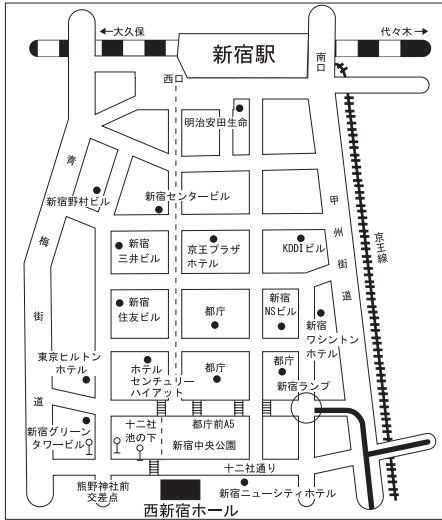 ←大久保
代々木→
新宿駅
西口
南口
明治安田生命
青梅街道
新宿野村ビル
新宿センタービル
甲州街道
京王線
新宿
三井ビル
京王プラザ
ホテル
KDDIビル
新宿
住友ビル
都庁
新宿
NSビル
新宿
ワシントン
ホテル
東京ヒルトン
ホテル
ホテル
センチュリー
ハイアット
都庁
都庁
新宿ランプ
新宿グリーン
タワービル
十二社
池の下
都庁前A5
新宿中央公園
十二社通り
熊野神社前
交差点
新宿ニューシティホテル
西新宿ホール